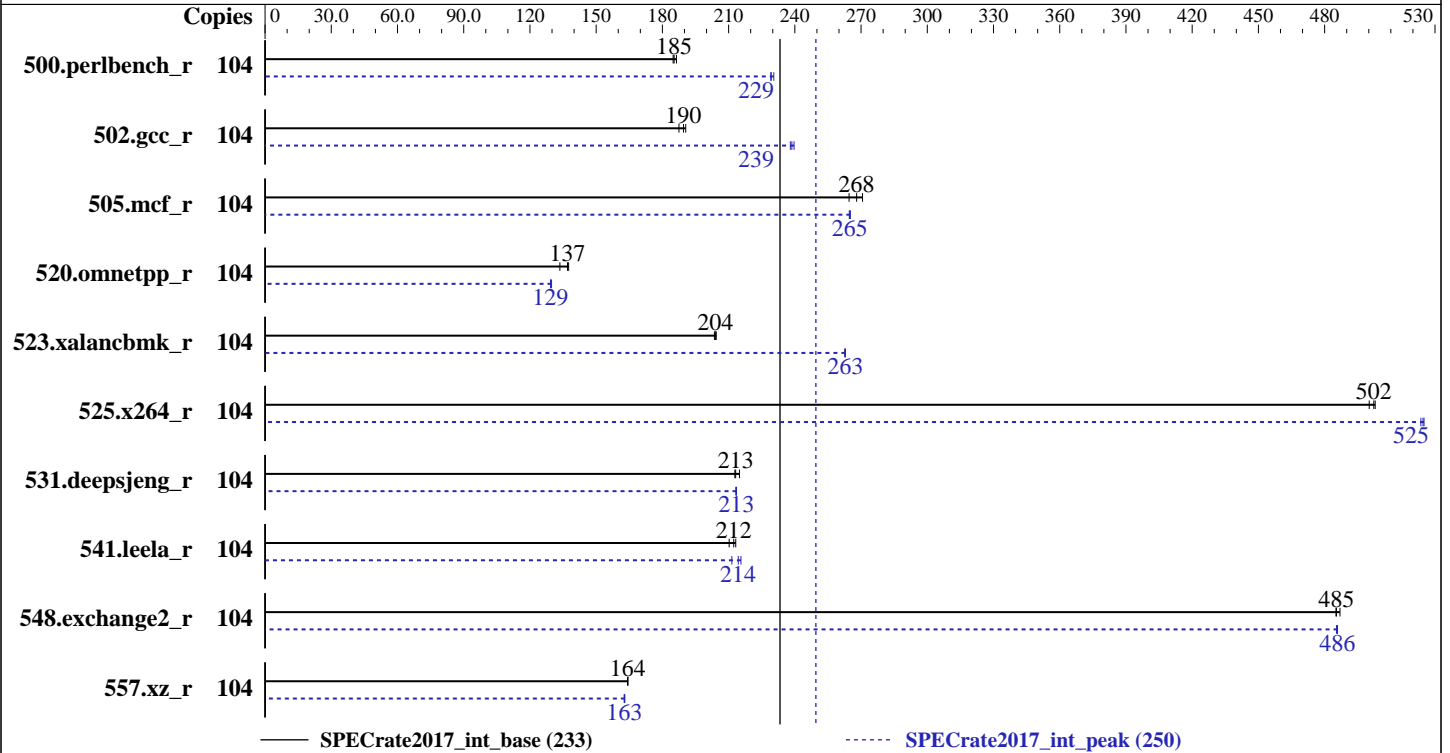 Copies 0 30.0 60.0 90.0 120 150 180 210 240 270 300 330 360 390 420 450 480 530
185
500.perlbench_r 104
229
190
502.gcc_r 104
239
268
505.mcf_r 104
265
137
520.omnetpp_r 104
129
204
523.xalancbmk_r 104
263
502
525.x264_r 104
525
213
531.deepsjeng_r 104
213
212
541.leela_r 104
214
485
548.exchange2_r 104
486
164
557.xz_r 104
163
SPECrate2017_int_base (233) SPECrate2017_int_peak (250)